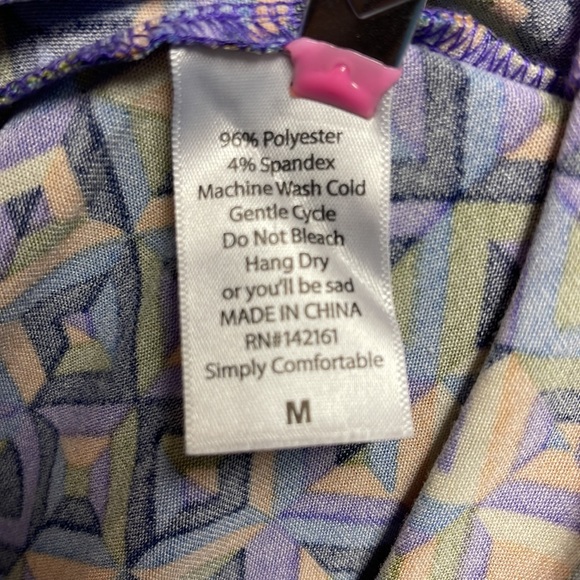 96% Polyester
4% Spandex
Machine Wash Cold
Gentle Cycle
Do Not Bleach
Hang Dry
or you'll be sad
MADE IN CHINA
RN#142161
Simply Comfortable
M